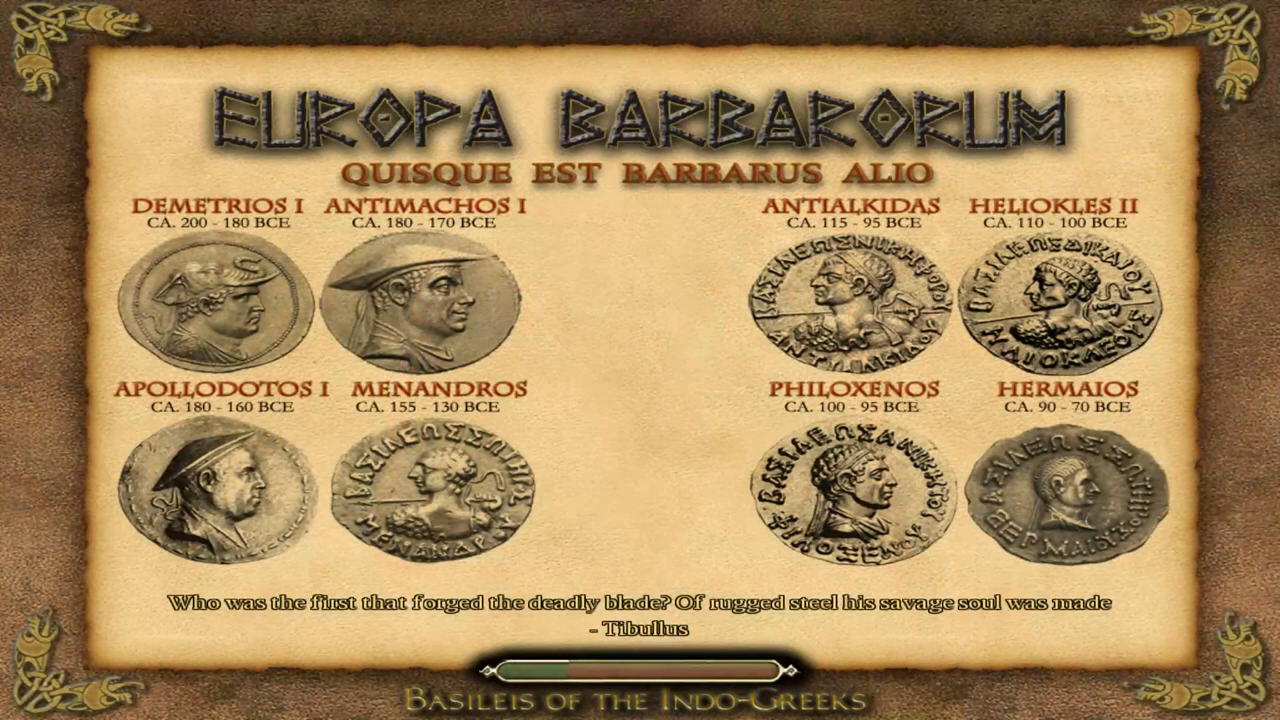 EUROPA BARBARORUM
QUISQUE EST BARBARUS ALIO
DEMETRIOS I
CA. 200 - 180 BCE
ANTIMACHOS I
CA. 180 - 170 BCE
ANTIALKIDAS
CA. 115 - 95 BCE
HELIOKLES II
CA. 110 - 100 BCE
APOLLODOTOS I
CA. 180 - 160 BCE
MENANDROS
CA. 155 - 130 BCE
PHILOXENOS
CA. 100 - 95 BCE
HERMAIOS
CA. 90 - 70 BCE
Who was the first that forged the deadly blade? Of rugged steel his savage soul was made
- Tibullus
BASILEIS OF THE INDO-GREEKS